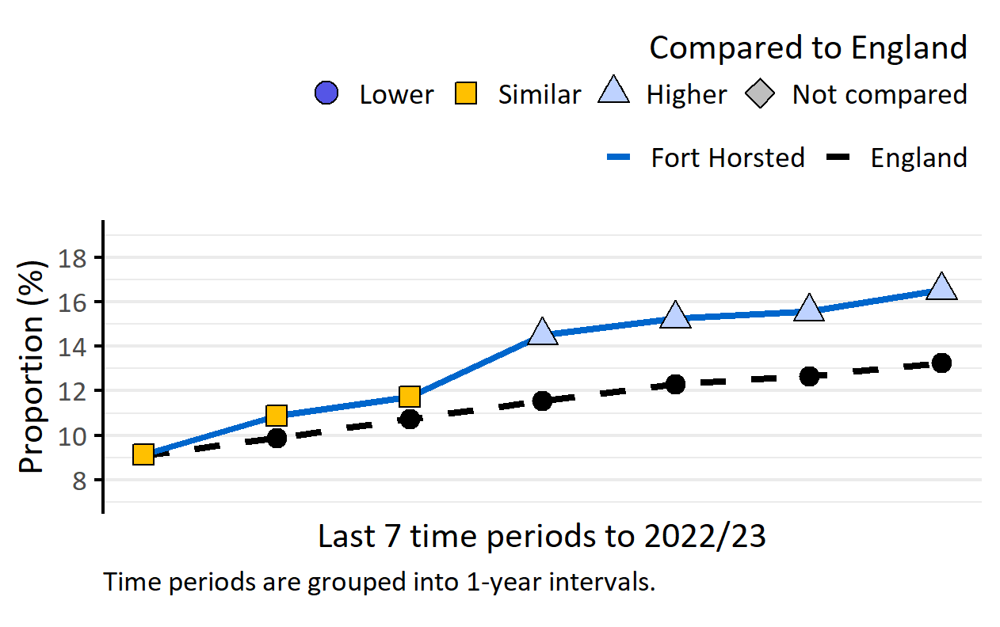 Compared to England
Lower Similar Higher Not compared
Fort Horsted England
Proportion (%)
18
16
14
12
10
8
Last 7 time periods to 2022/23
Time periods are grouped into 1-year intervals.